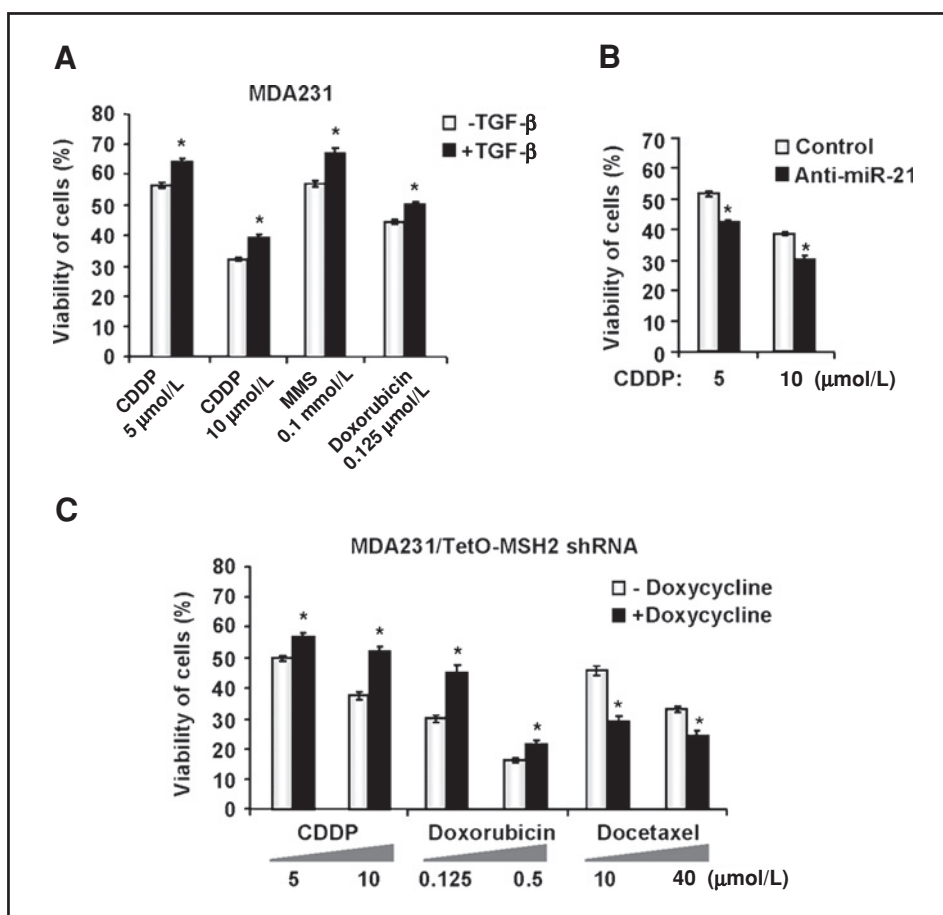 A
MDA231
-TGF-β
+TGF-β
Viability of cells (%)
80
70
60
50
40
30
20
10
0
* * * *
CDDP
5 μmol/L
CDDP
10 μmol/L
MMS
0.1 mmol/L
Doxorubicin
0.125 μmol/L
B
Control
Anti-miR-21
Viability of cells (%)
70
60
50
40
30
20
10
0
* *
CDDP: 5 10 (μmol/L)
C
MDA231/TetO-MSH2 shRNA
- Doxycycline
+Doxycycline
Viability of cells (%)
80
70
60
50
40
30
20
10
0
* * * * * *
CDDP Doxorubicin Docetaxel
5 10 0.125 0.5 10 40 (μmol/L)